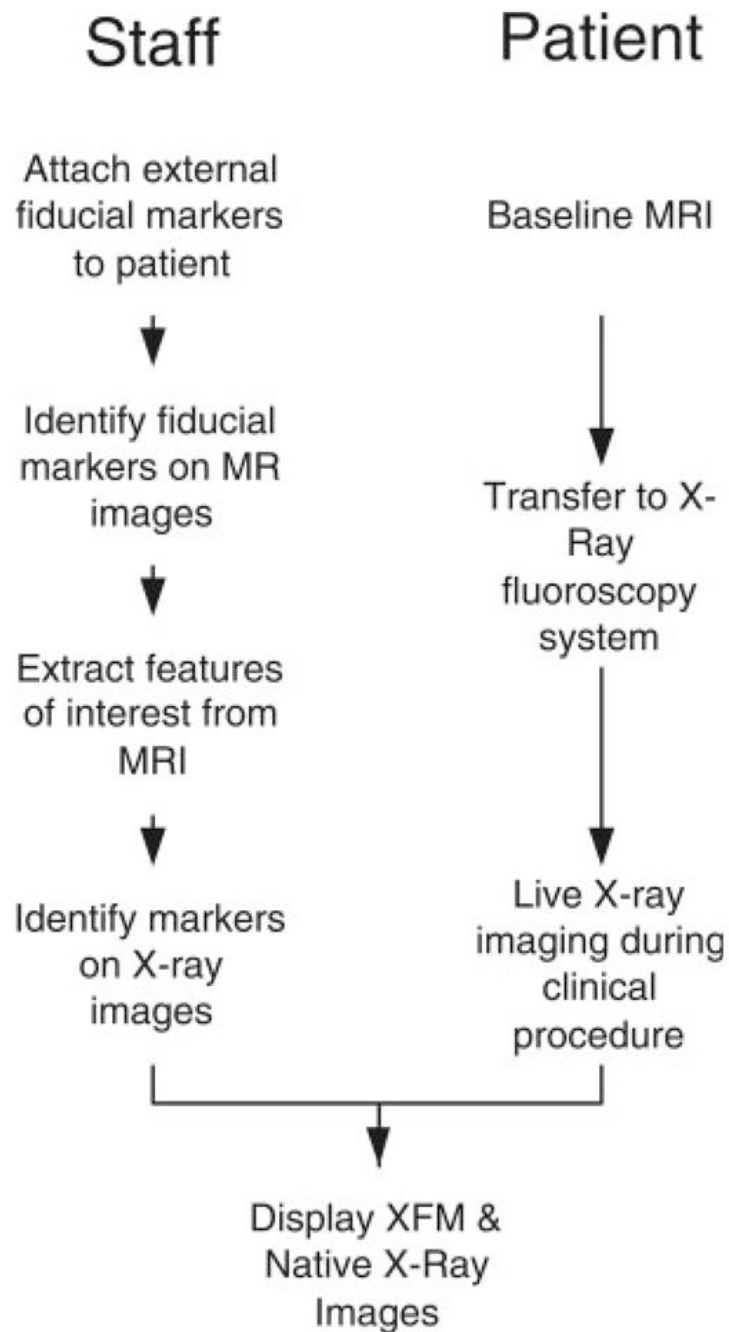 Staff
Attach external
fiducial markers
to patient
Identify fiducial
markers on MR
images
Extract features
of interest from
MRI
Identify markers
on X-ray
images
Patient
Baseline MRI
Transfer to X-
Ray
fluoroscopy
system
Live X-ray
imaging during
clinical
procedure
Display XFM &
Native X-Ray
Images